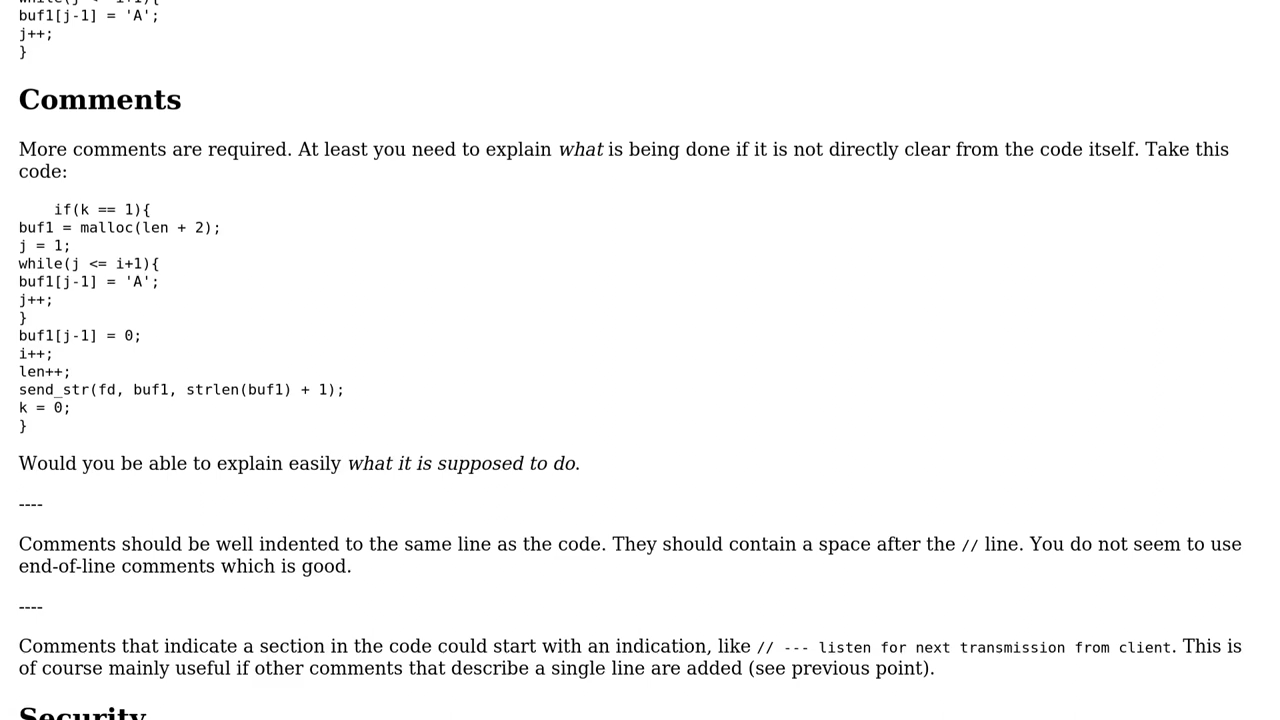 while(j <= i+1){
buf1[j-1] = 'A';
j++;
}
Comments
More comments are required. At least you need to explain what is being done if it is not directly clear from the code itself. Take this
code:
if(k == 1){
buf1 = malloc(len + 2);
j = 1;
while(j <= i+1){
buf1[j-1] = 'A';
j++;
}
buf1[j-1] = 0;
i++;
len++;
send_str(fd, buf1, strlen(buf1) + 1);
k = 0;
}
Would you be able to explain easily what it is supposed to do.
----
Comments should be well indented to the same line as the code. They should contain a space after the // line. You do not seem to use
end-of-line comments which is good.
----
Comments that indicate a section in the code could start with an indication, like // --- listen for next transmission from client. This is
of course mainly useful if other comments that describe a single line are added (see previous point).
Security